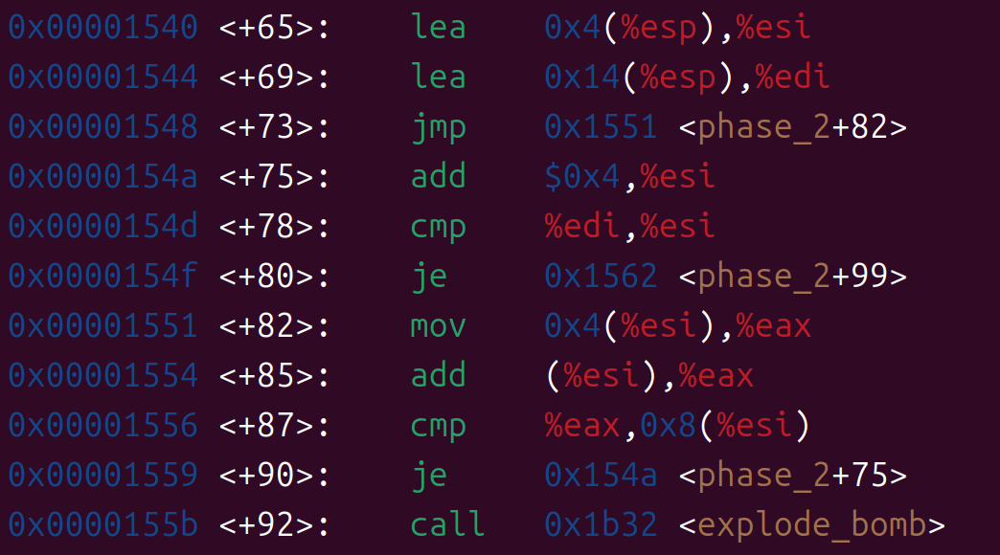 0x00001540 <+65>: lea 0x4(%esp),%esi
0x00001544 <+69>: lea 0x14(%esp),%edi
0x00001548 <+73>: jmp 0x1551 <phase_2+82>
0x0000154a <+75>: add $0x4,%esi
0x0000154d <+78>: cmp %edi,%esi
0x0000154f <+80>: je 0x1562 <phase_2+99>
0x00001551 <+82>: mov 0x4(%esi),%eax
0x00001554 <+85>: add (%esi),%eax
0x00001556 <+87>: cmp %eax,0x8(%esi)
0x00001559 <+90>: je 0x154a <phase_2+75>
0x0000155b <+92>: call 0x1b32 <explode_bomb>